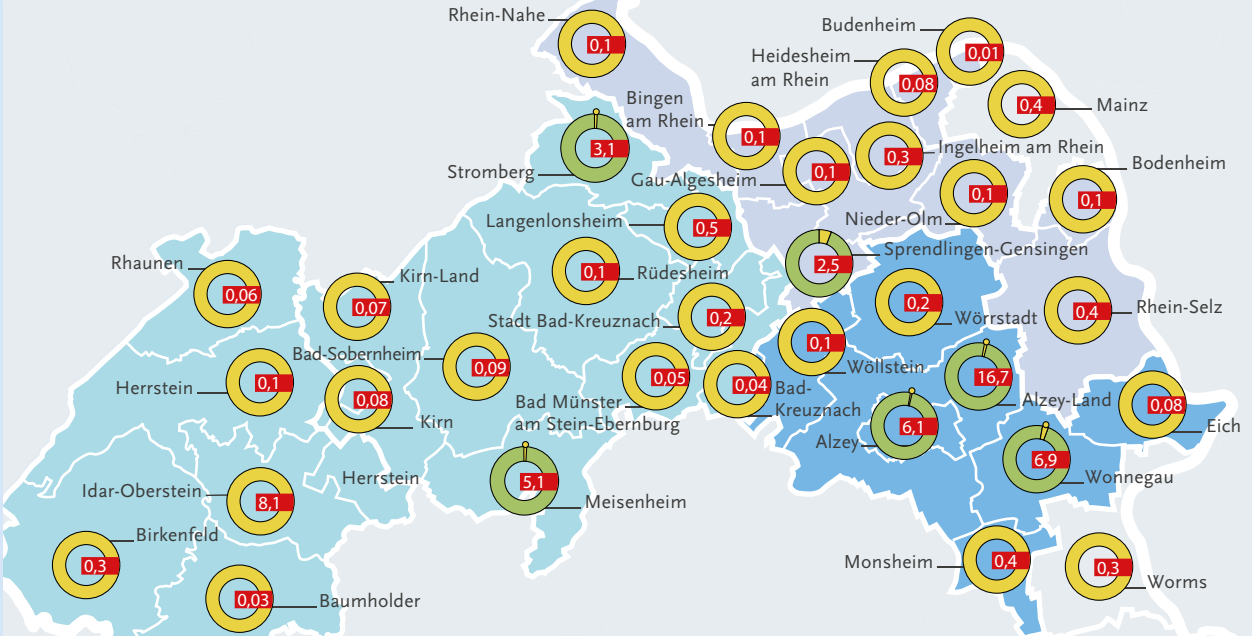 Rhein-Nahe
0,1
Budenheim
0,01
Heidesheim
am Rhein
0,08
0,4
Mainz
Bingen
am Rhein
0,1
Stromberg
3,1
Gau-Algesheim
0,1
0,3
Ingelheim am Rhein
Bodenheim
0,1
Nieder-Olm
0,1
Langenlonsheim
0,5
Sprendlingen-Gensingen
2,5
Rhaunen
0,06
Kirn-Land
0,07
0,1
Rüdesheim
Stadt Bad-Kreuznach
0,2
0,2
Wörrstadt
0,4
Rhein-Selz
Bad-Sobernheim
0,09
0,1
Wöllstein
Herrstein
0,1
0,08
Kirn
Bad Münster
am Stein-Ebernburg
0,05
0,04
Bad-
Kreuznach
16,7
Alzey-Land
0,08
Eich
Alzey
6,1
6,9
Wonnegau
Idar-Oberstein
8,1
Herrstein
5,1
Meisenheim
Birkenfeld
0,3
0,03
Baumholder
Monsheim
0,4
0,3
Worms